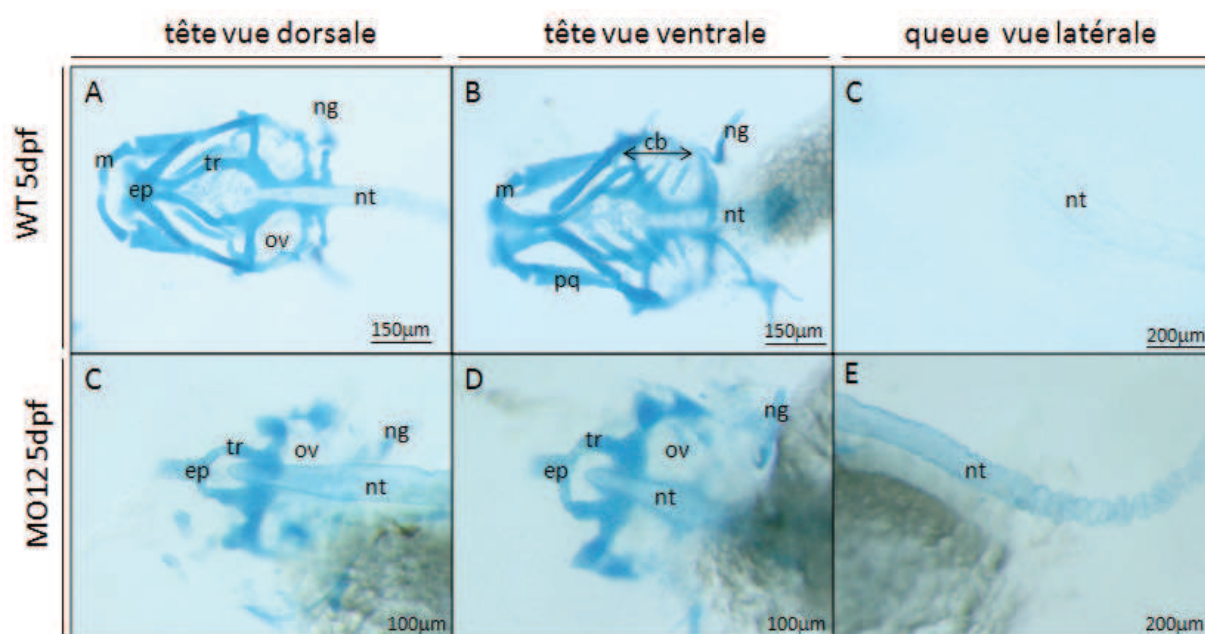 tête vue dorsale
tête vue ventrale
queue vue latérale
WT 5dpf
A
m
ep
tr
ov
ng
nt
150µm
B
m
cb
ng
nt
pq
150µm
C
nt
200µm
MO12 5dpf
C
ep
tr
ov
ng
nt
100µm
D
ep
tr
ov
ng
nt
100µm
E
nt
200µm